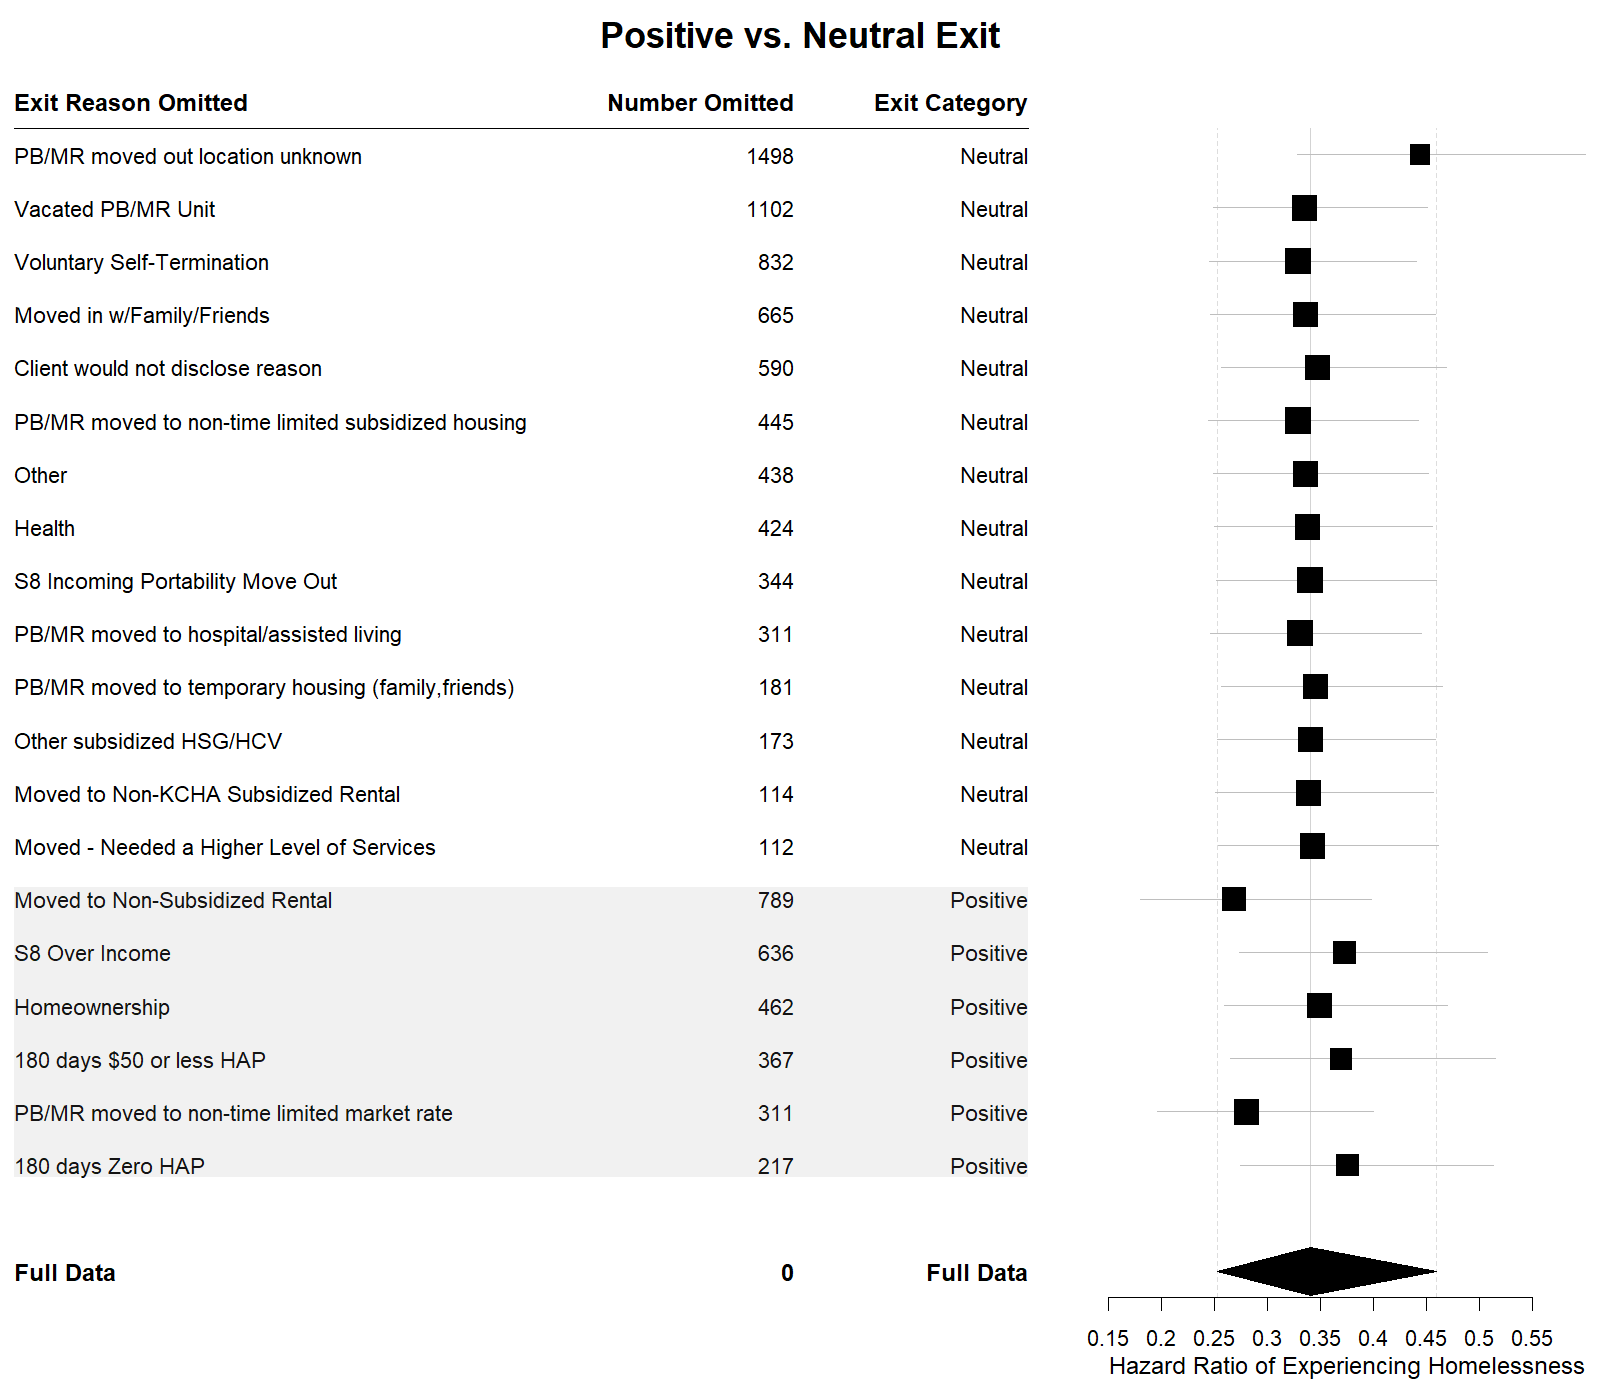 Positive vs. Neutral Exit
Exit Reason Omitted Number Omitted Exit Category
PB/MR moved out location unknown 1498 Neutral
Vacated PB/MR Unit 1102 Neutral
Voluntary Self-Termination 832 Neutral
Moved in w/Family/Friends 665 Neutral
Client would not disclose reason 590 Neutral
PB/MR moved to non-time limited subsidized housing 445 Neutral
Other 438 Neutral
Health 424 Neutral
S8 Incoming Portability Move Out 344 Neutral
PB/MR moved to hospital/assisted living 311 Neutral
PB/MR moved to temporary housing (family,friends) 181 Neutral
Other subsidized HSG/HCV 173 Neutral
Moved to Non-KCHA Subsidized Rental 114 Neutral
Moved - Needed a Higher Level of Services 112 Neutral
Moved to Non-Subsidized Rental 789 Positive
S8 Over Income 636 Positive
Homeownership 462 Positive
180 days $50 or less HAP 367 Positive
PB/MR moved to non-time limited market rate 311 Positive
180 days Zero HAP 217 Positive
Full Data 0 Full Data
0.15 0.2 0.25 0.3 0.35 0.4 0.45 0.5 0.55
Hazard Ratio of Experiencing Homelessness